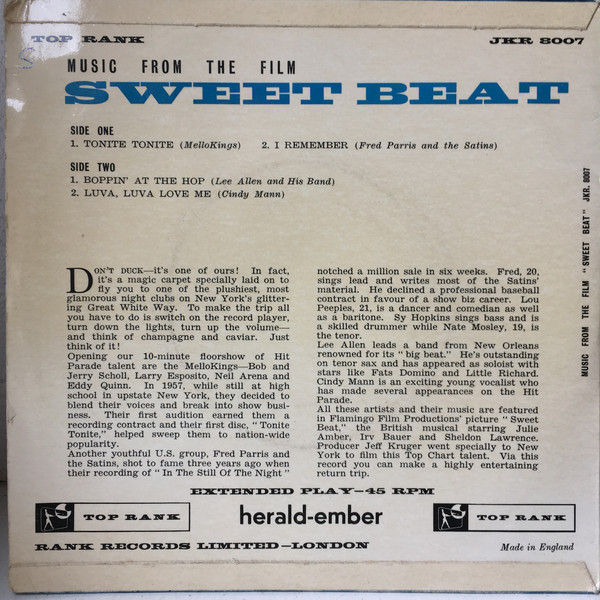 TOP RANK
JKR 8007
MUSIC FROM THE FILM
SWEET BEAT
SIDE ONE
1. TONITE TONITE (MelloKings) 2. I REMEMBER (Fred Parris and the Satins)
SIDE TWO
1. BOPPIN' AT THE HOP (Lee Allen and His Band)
2. LUVA, LUVA LOVE ME (Cindy Mann)
DON'T DUCK—it's one of ours! In fact,
it's a magic carpet specially laid on to
fly you to one of the plushiest, most
glamorous night clubs on New York's glitter-
ing Great White Way. To make the trip all
you have to do is switch on the record player,
turn down the lights, turn up the volume—
and think of champagne and caviar. Just
think of it!
Opening our 10-minute floorshow of Hit
Parade talent are the MelloKings—Bob and
Jerry Scholl, Larry Esposito, Neil Arena and
Eddy Quinn. In 1957, while still at high
school in upstate New York, they decided to
blend their voices and break into show busi-
ness. Their first audition earned them a
recording contract and their first disc, "Tonite
Tonite," helped sweep them to nation-wide
popularity.
Another youthful U.S. group, Fred Parris and
the Satins, shot to fame three years ago when
their recording of "In The Still Of The Night"
notched a million sale in six weeks. Fred, 20,
sings lead and writes most of the Satins'
material. He declined a professional baseball
contract in favour of a show biz career. Lou
Peeples, 21, is a dancer and comedian as well
as a baritone. Sy Hopkins sings bass and is
a skilled drummer while Nate Mosley, 19, is
the tenor.
Lee Allen leads a band from New Orleans
renowned for its "big beat." He's outstanding
on tenor sax and has appeared as soloist with
stars like Fats Domino and Little Richard.
Cindy Mann is an exciting young vocalist who
has made several appearances on the Hit
Parade.
All these artists and their music are featured
in Flamingo Film Productions' picture "Sweet
Beat," the British musical starring Julie
Amber, Irv Bauer and Sheldon Lawrence.
Producer Jeff Kruger went specially to New
York to film this Top Chart talent. Via this
record you can make a highly entertaining
return trip.
MUSIC FROM THE FILM "SWEET BEAT" JKR. 8007
EXTENDED PLAY—45 RPM
TOP RANK
herald-ember
TOP RANK
RANK RECORDS LIMITED—LONDON
Made in England